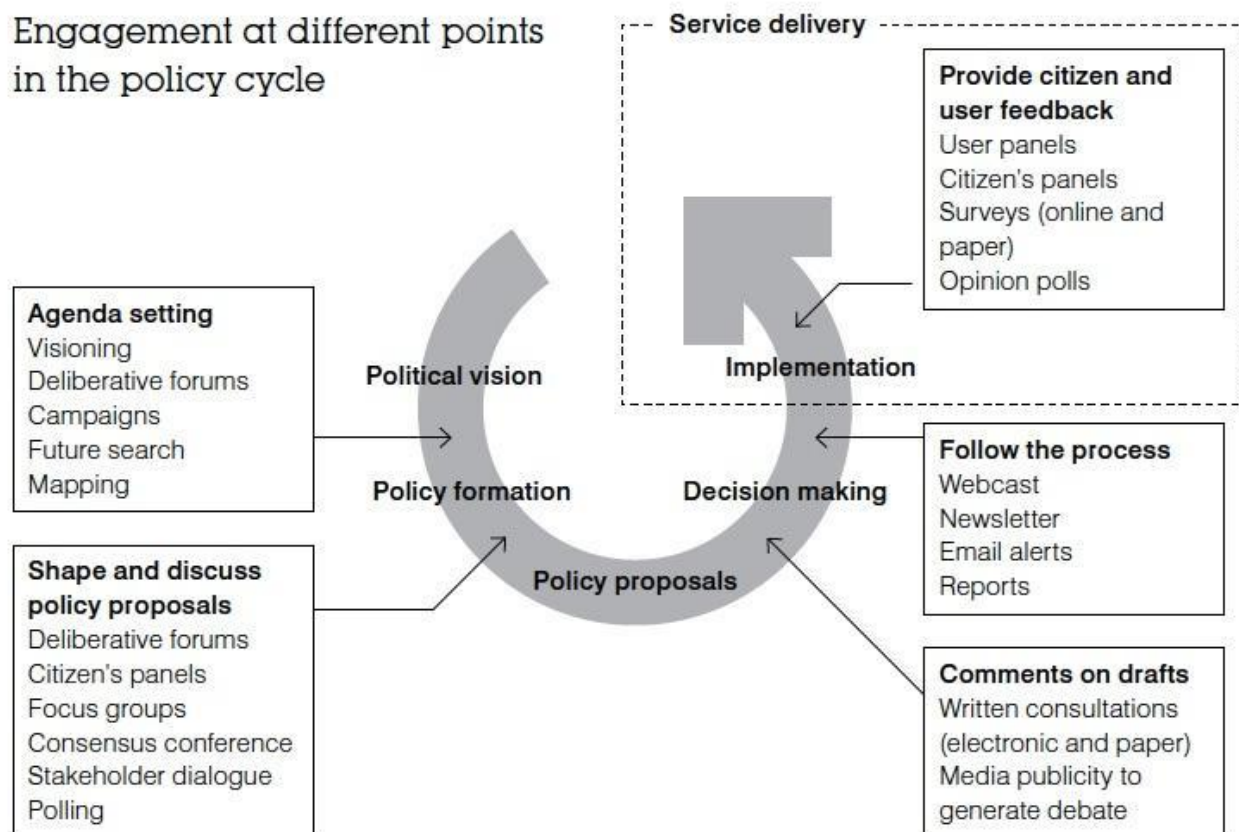 Engagement at different points
in the policy cycle
Service delivery
Provide citizen and
user feedback
User panels
Citizen's panels
Surveys (online and
paper)
Opinion polls
Agenda setting
Visioning
Deliberative forums
Campaigns
Future search
Mapping
Political vision
Implementation
Policy formation
Decision making
Policy proposals
Follow the process
Webcast
Newsletter
Email alerts
Reports
Shape and discuss
policy proposals
Deliberative forums
Citizen's panels
Focus groups
Consensus conference
Stakeholder dialogue
Polling
Comments on drafts
Written consultations
(electronic and paper)
Media publicity to
generate debate